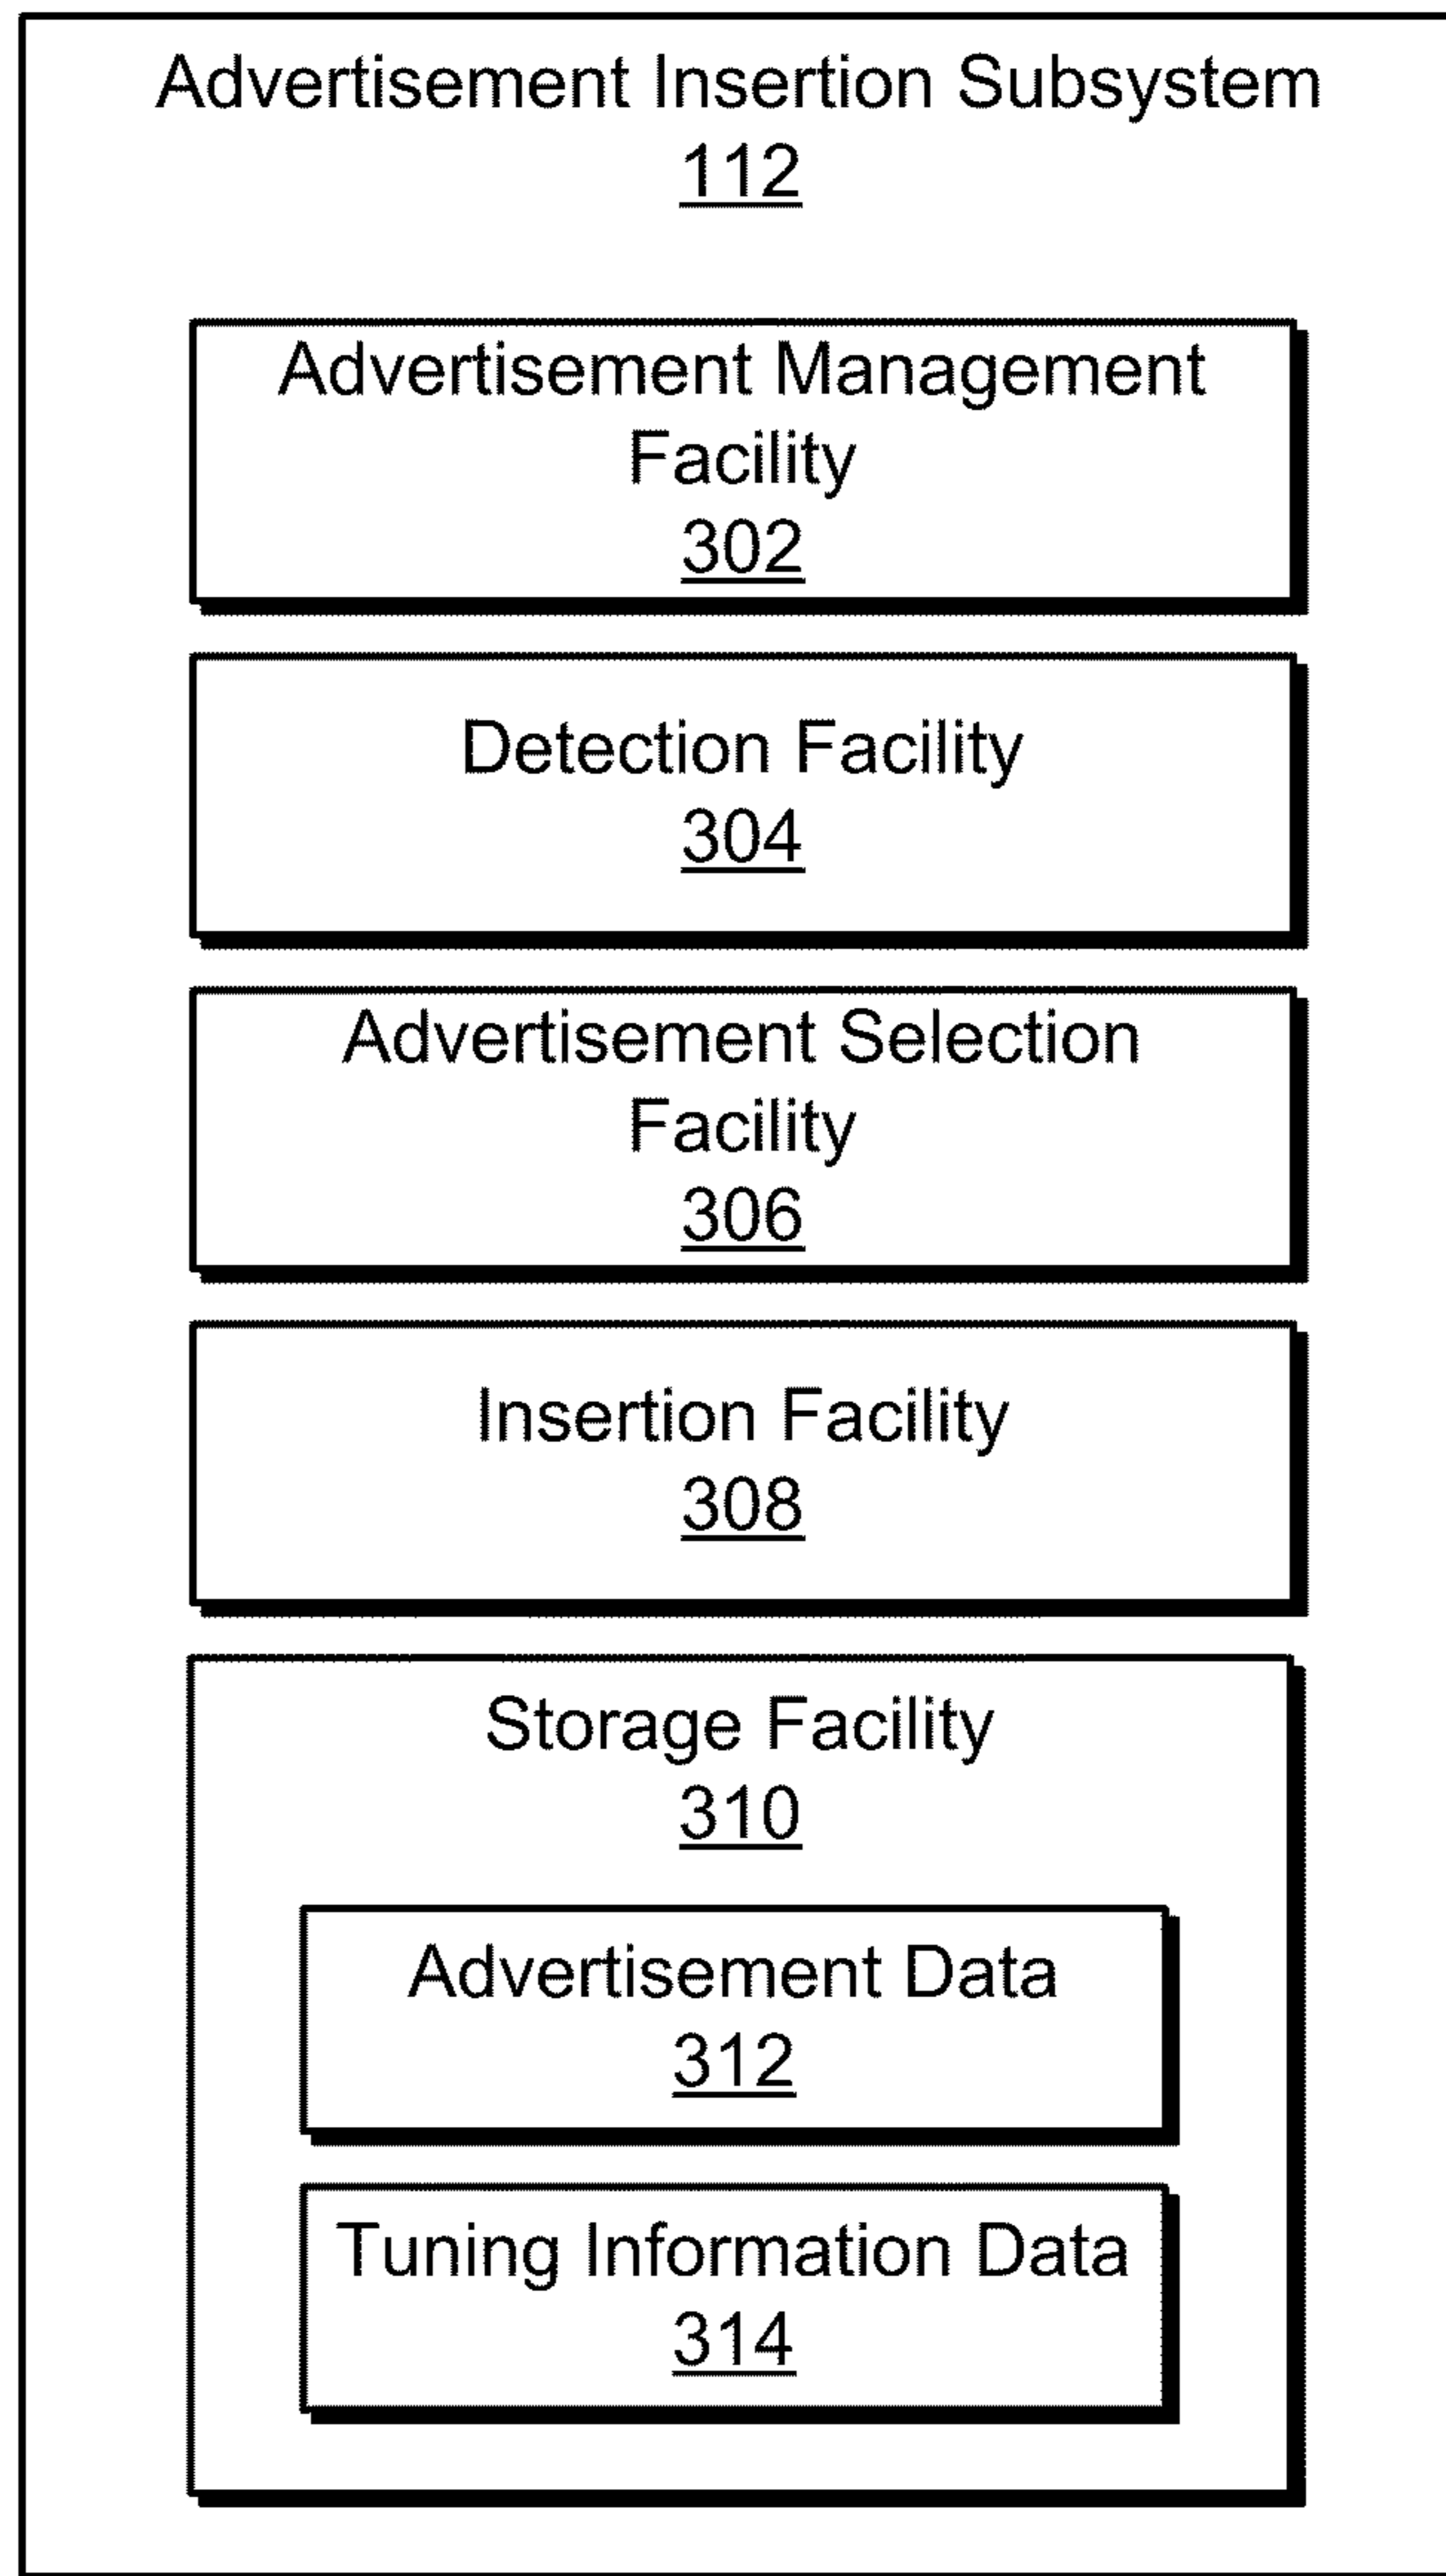 Advertisement Insertion Subsystem
112
Advertisement Management
Facility
302
Detection Facility
304
Advertisement Selection
Facility
306
Insertion Facility
308
Storage Facility
310
Advertisement Data
312
Tuning Information Data
314